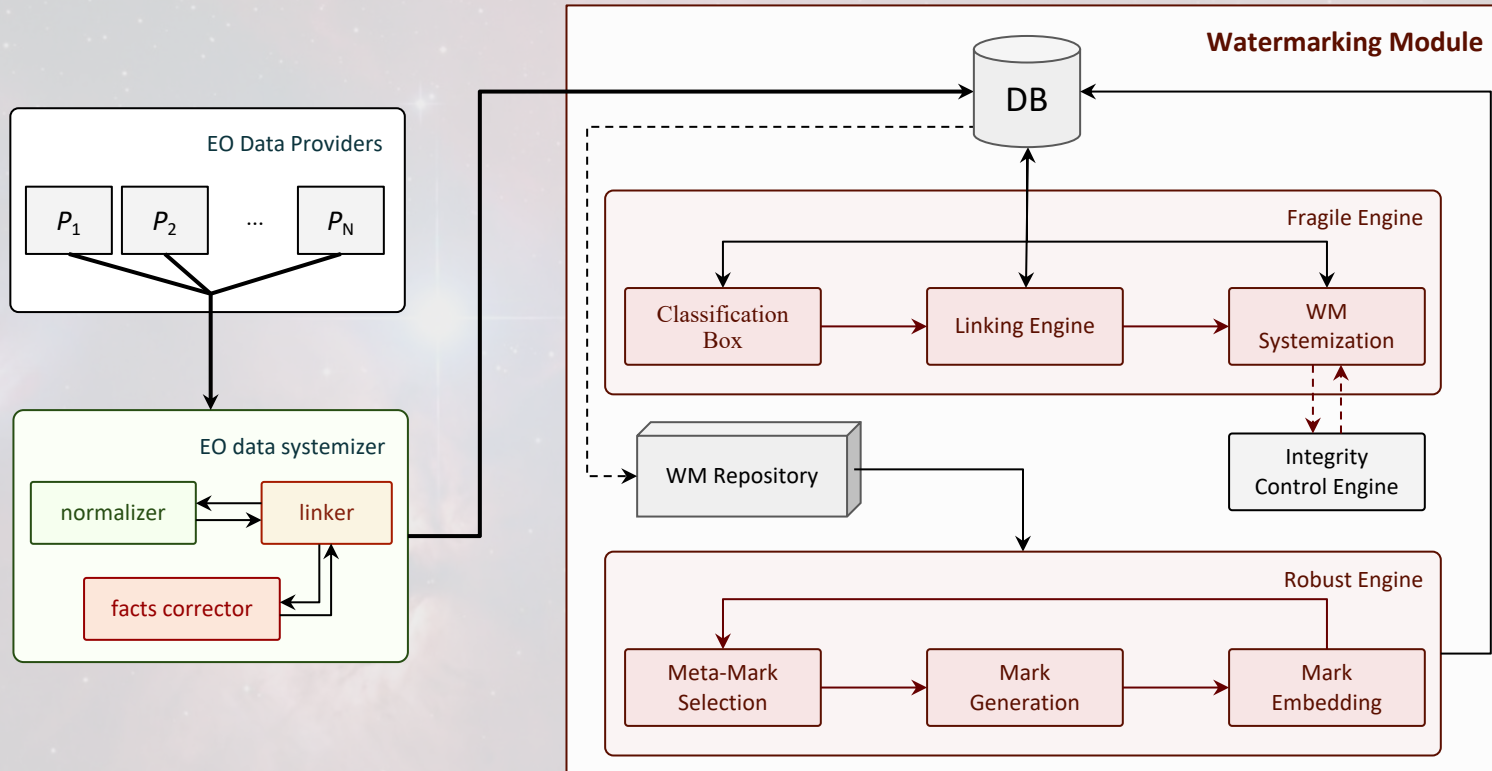 Watermarking Module
DB
EO Data Providers
P1
P2
...
PN
Fragile Engine
Classification
Box
Linking Engine
WM
Systemization
EO data systemizer
normalizer
linker
facts corrector
WM Repository
Integrity
Control Engine
Robust Engine
Meta-Mark
Selection
Mark
Generation
Mark
Embedding